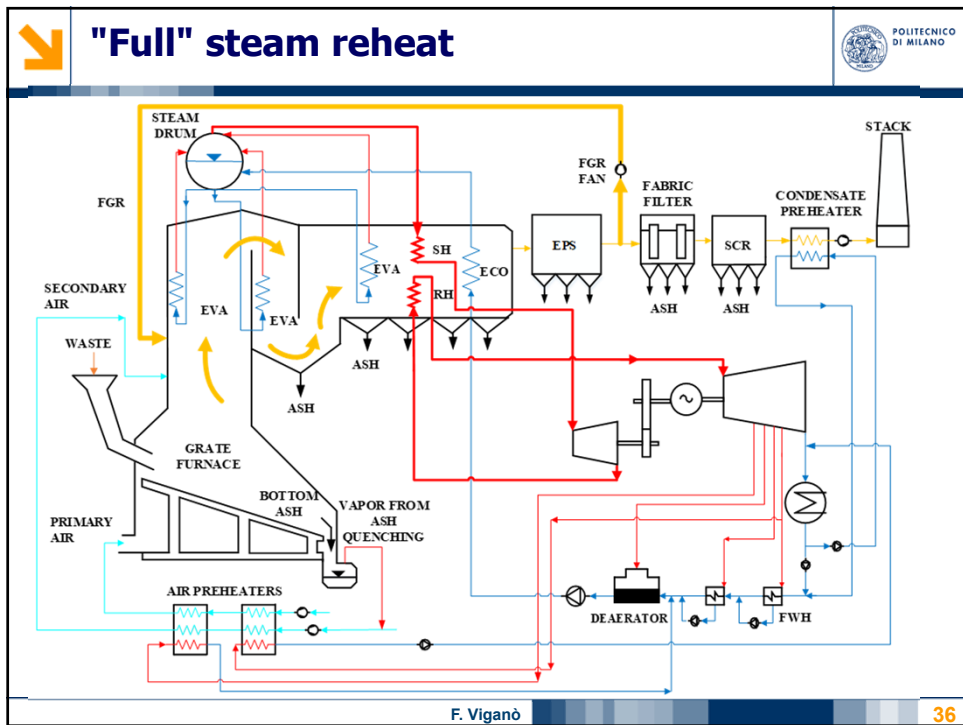 "Full" steam reheat
POLITECNICO
DI MILANO
STEAM
DRUM
STACK
FGR
FGR
FAN
FABRIC
FILTER
CONDENSATE
PREHEATER
EPS
SCR
SH
EVA
ECO
RH
SECONDARY
AIR
EVA
EVA
ASH
ASH
WASTE
ASH
ASH
GRATE
FURNACE
BOTTOM
ASH
VAPOR FROM
ASH
QUENCHING
PRIMARY
AIR
AIR PREHEATERS
DEAERATOR
FWH
F. Viganò
36